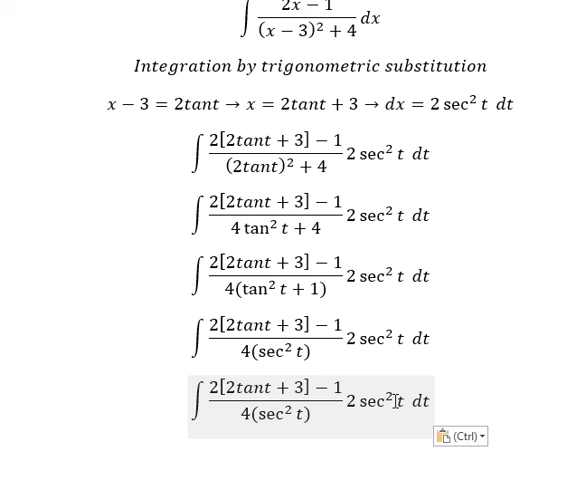 ∫ 2x − 1 / (x − 3)² + 4 dx
Integration by trigonometric substitution
x − 3 = 2tant → x = 2tant + 3 → dx = 2 sec² t dt
∫ 2[2tant + 3] − 1 / (2tant)² + 4 2 sec² t dt
∫ 2[2tant + 3] − 1 / 4 tan² t + 4 2 sec² t dt
∫ 2[2tant + 3] − 1 / 4(tan² t + 1) 2 sec² t dt
∫ 2[2tant + 3] − 1 / 4(sec² t) 2 sec² t dt
∫ 2[2tant + 3] − 1 / 4(sec² t) 2 sec² t dt
(Ctrl)